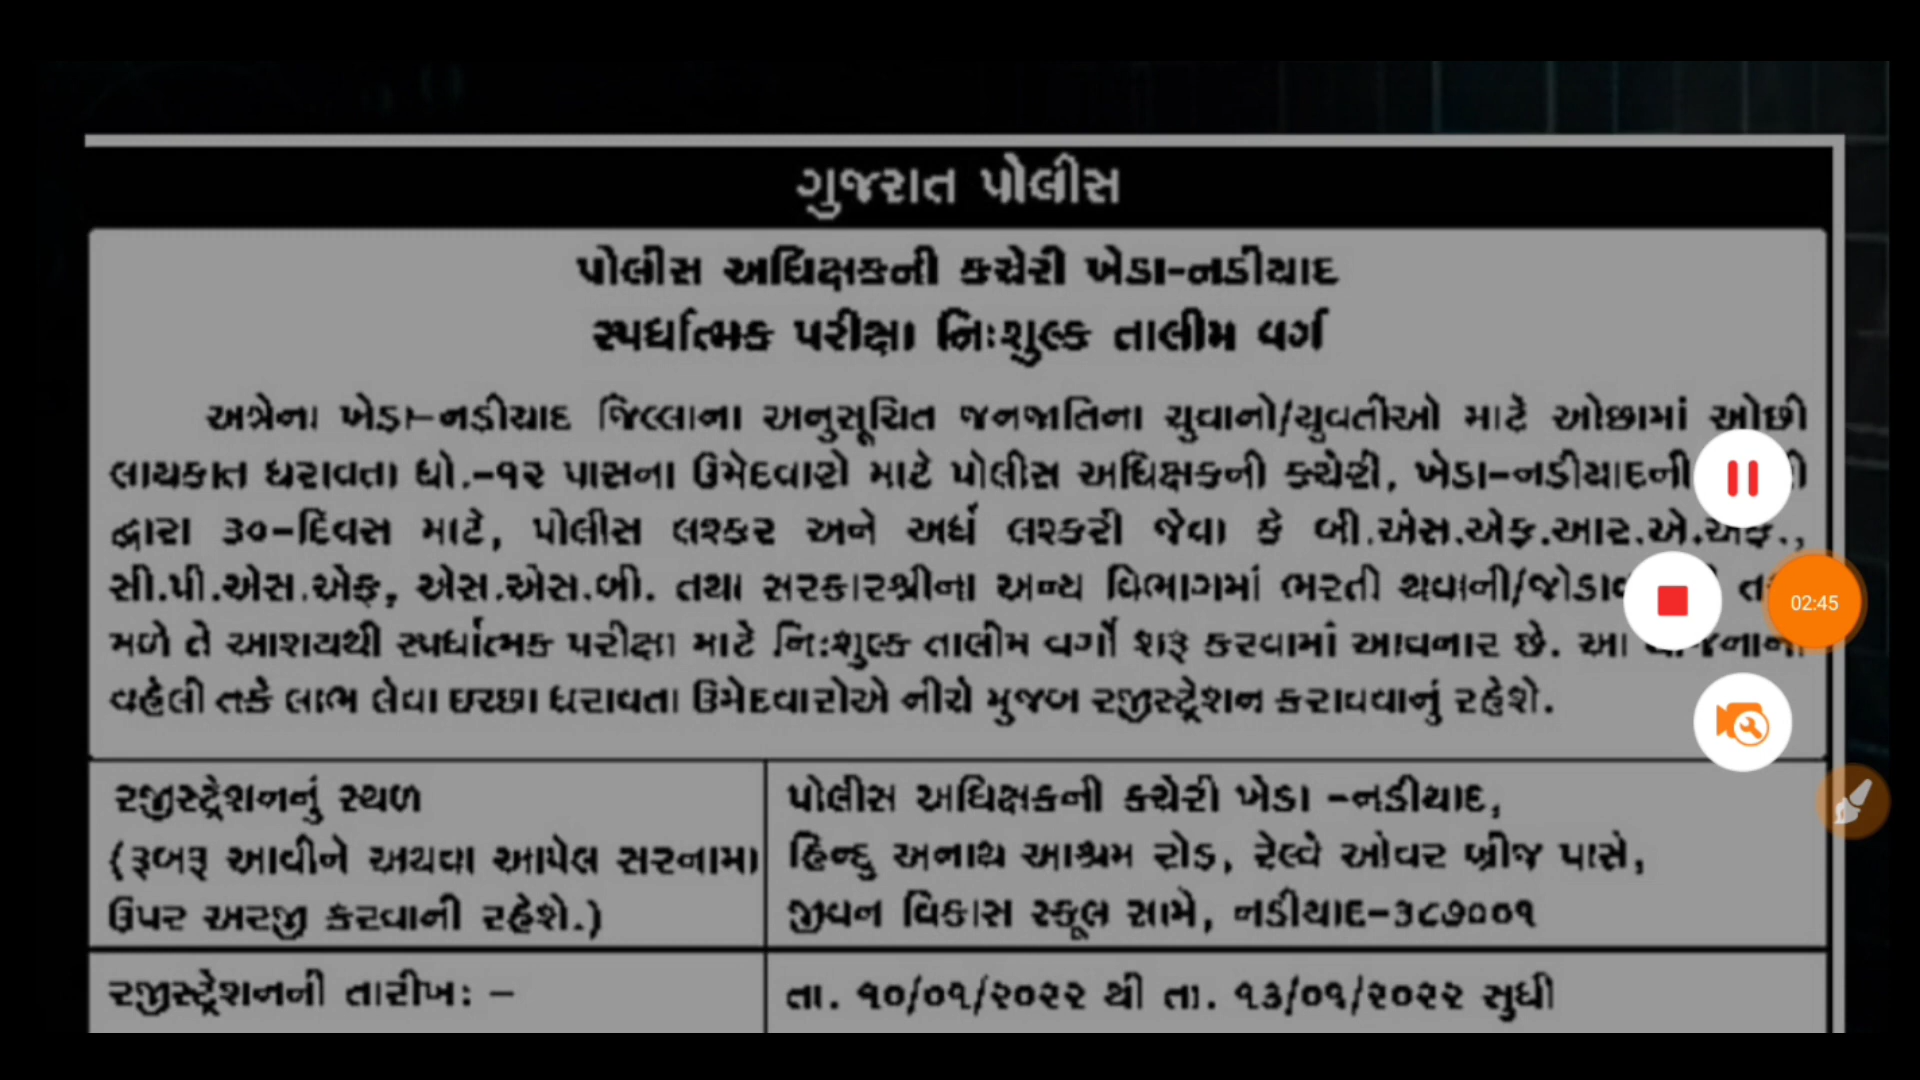 ગુજરાત પોલીસ
પોલીસ અધિક્ષકની કચેરી ખેડા-નડીયાદ
સ્પર્ધાત્મક પરીક્ષા નિઃશુલ્ક તાલીમ વર્ગ
અત્રેના ખેડા-નડીયાદ જિલ્લાના અનુસૂચિત જનજાતિના યુવાનો/યુવતીઓ માટે ઓછામાં ઓછી
લાયકાત ધરાવતા ધો.-૧૨ પાસના ઉમેદવારો માટે પોલીસ અધિક્ષકની કચેરી, ખેડા-નડીયાદની
દ્વારા ૩૦-દિવસ માટે, પોલીસ લશ્કર અને અર્ધ લશ્કરી જેવા કે બી.એસ.એફ.આર.એ.એફ.,
સી.પી.એસ.એફ, એસ.એસ.બી. તથા સરકારશ્રીના અન્ય વિભાગમાં ભરતી થવાની/
મળે તે આશયથી સ્પર્ધાત્મક પરીક્ષા માટે નિઃશુલ્ક તાલીમ વર્ગો શરૂ કરવામાં આવનાર છે. આ
વહેલી તકે લાભ લેવા ઇચ્છા ધરાવતા ઉમેદવારોએ નીચે મુજબ રજીસ્ટ્રેશન કરાવવાનું રહેશે.
02:45
રજીસ્ટ્રેશનનું સ્થળ
(રૂબરૂ આવીને અથવા આપેલ સરનામા
ઉપર અરજી કરવાની રહેશે.)
પોલીસ અધિક્ષકની કચેરી ખેડા -નડીયાદ,
હિન્દુ અનાથ આશ્રમ રોડ, રેલ્વે ઓવર બ્રીજ પાસે,
જીવન વિકાસ સ્કૂલ સામે, નડીયાદ-૩૮૭૦૦૧
રજીસ્ટ્રેશનની તારીખઃ -
તા. ૧૦/૦૧/૨૦૨૨ થી તા. ૧૩/૦૧/૨૦૨૨ સુધી